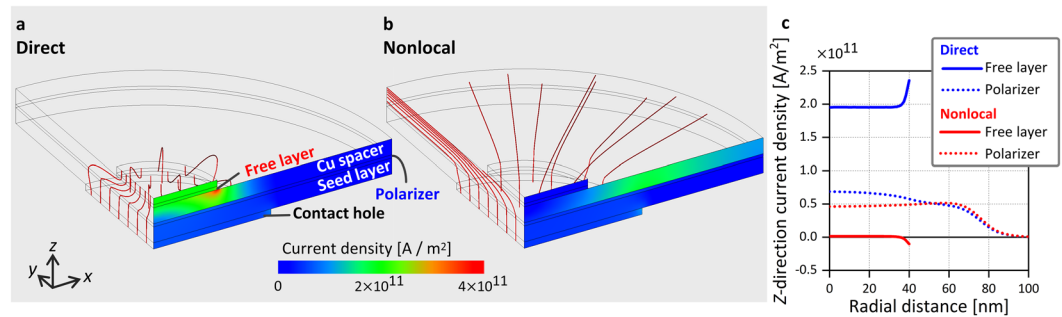 a
Direct
Free layer
Cu spacer
Seed layer
Polarizer
Contact hole
z
y
x
b
Nonlocal
Current density [A / m²]
0
2×10¹¹
4×10¹¹
c
×10¹¹
Z-direction current density [A/m²]
2.5
2.0
1.5
1.0
0.5
0.0
-0.5
0
20
40
60
80
100
Radial distance [nm]
Direct
Free layer
Polarizer
Nonlocal
Free layer
Polarizer